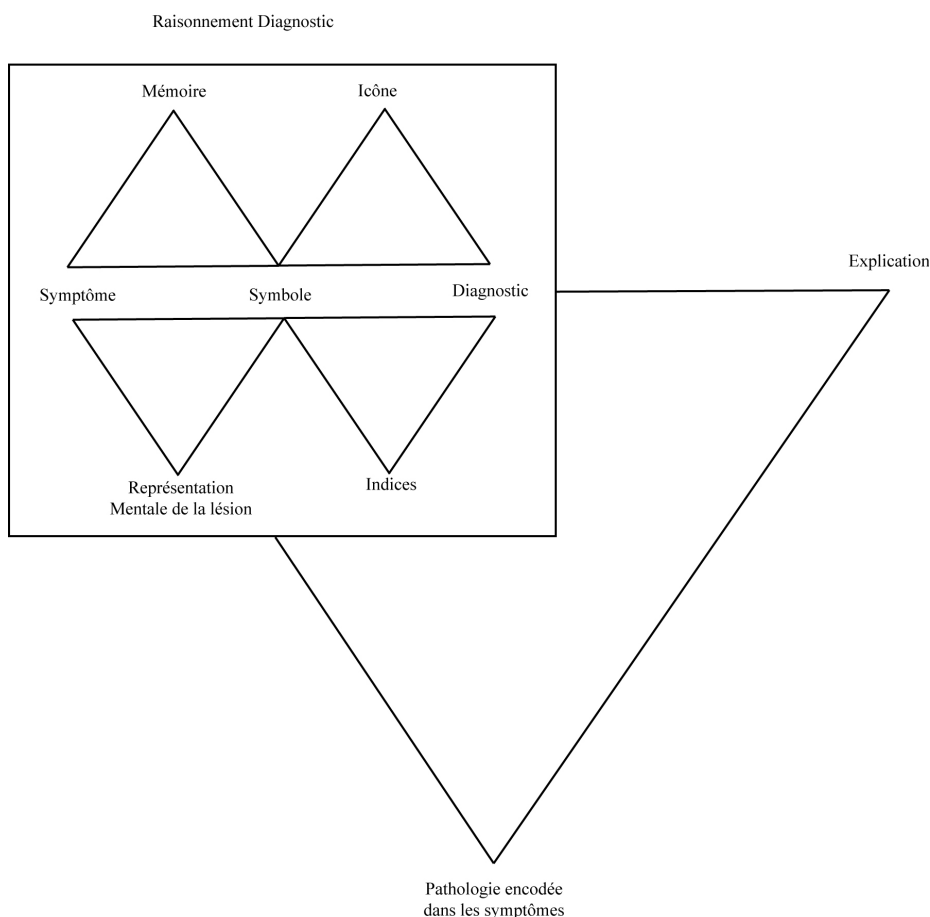 Raisonnement Diagnostic
Mémoire
Icône
Explication
Symptôme
Symbole
Diagnostic
Représentation
Mentale de la lésion
Indices
Pathologie encodée
dans les symptômes